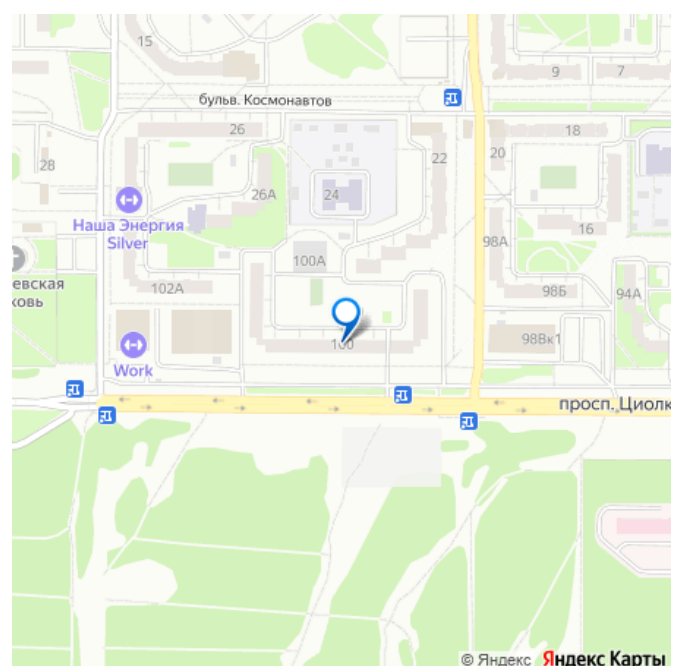 15
9
7
бульв. Космонавтов
26
18
22
20
28
26А
24
16
Наша Энергия
Silver
98А
100А
евская
ковь
102А
98Б
94А
100
98Вк1
Work
просп. Циолк
© Яндекс Яндекс Карты